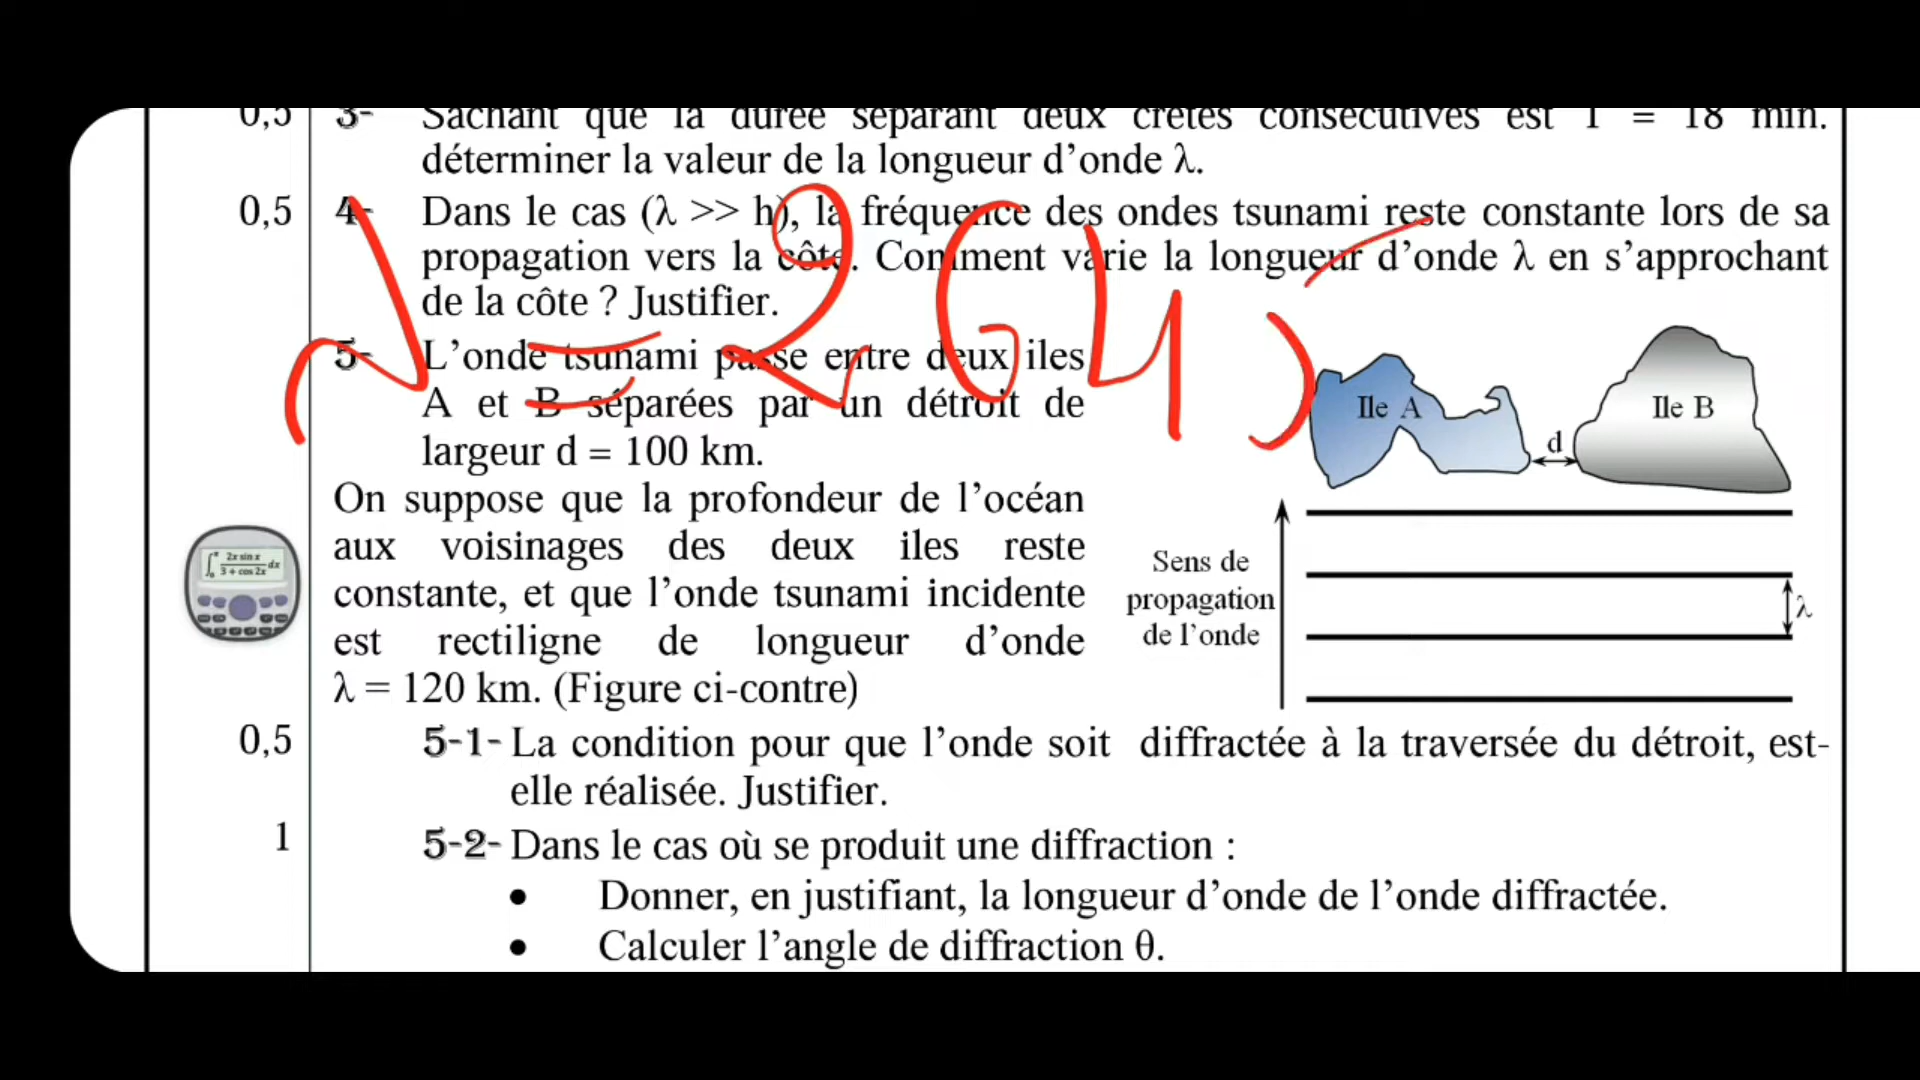 0,5 3- Sachant que la durée séparant deux crêtes consécutives est T = 18 min.
déterminer la valeur de la longueur d’onde λ.
0,5 4- Dans le cas (λ >> h), la fréquence des ondes tsunami reste constante lors de sa
propagation vers la côte. Comment varie la longueur d’onde λ en s’approchant
de la côte ? Justifier.
λ = 2645
5- L’onde tsunami passe entre deux iles
A et B séparées par un détroit de
largeur d = 100 km.
On suppose que la profondeur de l’océan
aux voisinages des deux iles reste
constante, et que l’onde tsunami incidente
est rectiligne de longueur d’onde
λ = 120 km. (Figure ci-contre)
Ile A
Ile B
d
Sens de
propagation
de l’onde
λ
2x sin x
3 + cos 2x dx
0,5 5-1- La condition pour que l’onde soit diffractée à la traversée du détroit, est-
elle réalisée. Justifier.
1 5-2- Dans le cas où se produit une diffraction :
• Donner, en justifiant, la longueur d’onde de l’onde diffractée.
• Calculer l’angle de diffraction θ.